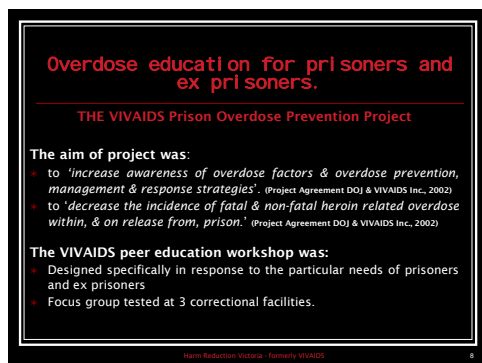 Overdose education for prisoners and
ex prisoners.
THE VIVAIDS Prison Overdose Prevention Project
The aim of project was:
* to ‘increase awareness of overdose factors & overdose prevention,
management & response strategies’. (Project Agreement DOJ & VIVAIDS Inc., 2002)
* to ‘decrease the incidence of fatal & non-fatal heroin related overdose
within, & on release from, prison.’ (Project Agreement DOJ & VIVAIDS Inc., 2002)
The VIVAIDS peer education workshop was:
* Designed specifically in response to the particular needs of prisoners
and ex prisoners
* Focus group tested at 3 correctional facilities.
Harm Reduction Victoria - formerly VIVAIDS
8